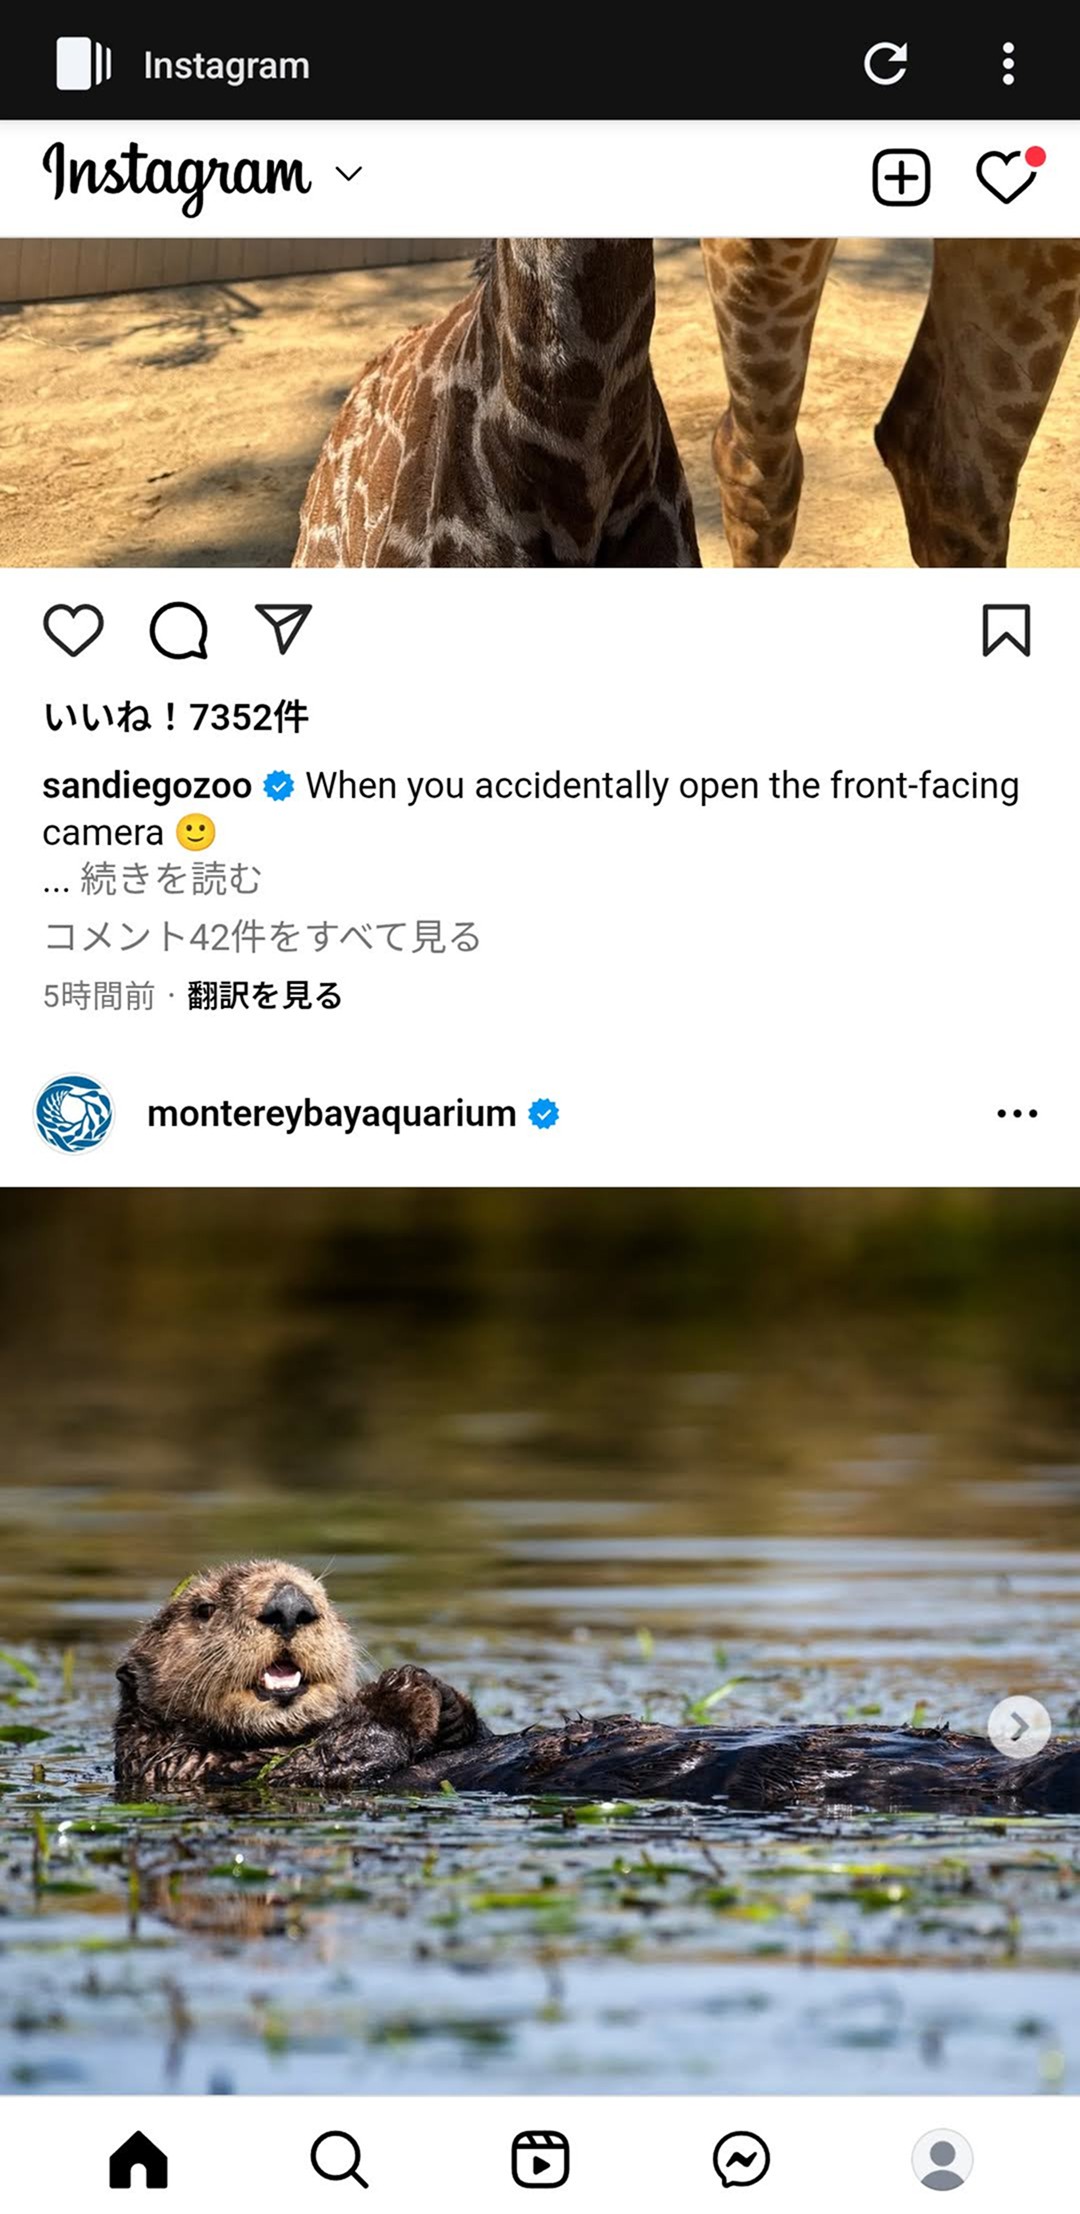 Instagram
Instagram
いいね！7352件
sandiegozoo When you accidentally open the front-facing
camera 🙂
... 続きを読む
コメント42件をすべて見る
5時間前 · 翻訳を見る
montereybayaquarium